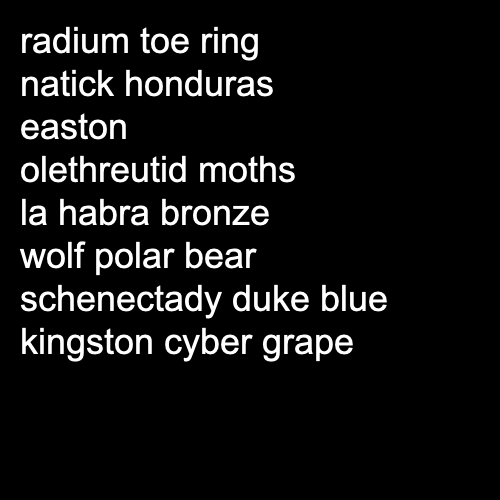 radium toe ring
natick honduras
easton
olethreutid moths
la habra bronze
wolf polar bear
schenectady duke blue
kingston cyber grape